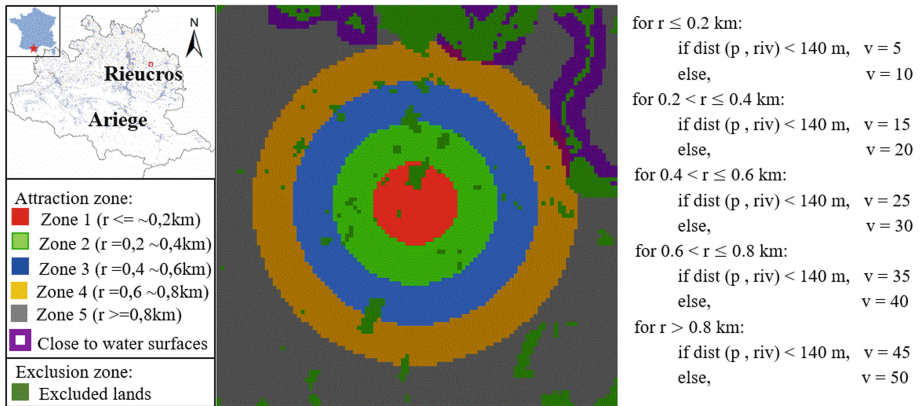 N
Rieucros
Ariege
Attraction zone:
Zone 1 (r <= ~0,2km)
Zone 2 (r =0,2 ~0,4km)
Zone 3 (r =0,4 ~0,6km)
Zone 4 (r =0,6 ~0,8km)
Zone 5 (r >=0,8km)
Close to water surfaces
Exclusion zone:
Excluded lands
for r ≤ 0.2 km:
if dist (p , riv) < 140 m, v = 5
else, v = 10
for 0.2 < r ≤ 0.4 km:
if dist (p , riv) < 140 m, v = 15
else, v = 20
for 0.4 < r ≤ 0.6 km:
if dist (p , riv) < 140 m, v = 25
else, v = 30
for 0.6 < r ≤ 0.8 km:
if dist (p , riv) < 140 m, v = 35
else, v = 40
for r > 0.8 km:
if dist (p , riv) < 140 m, v = 45
else, v = 50